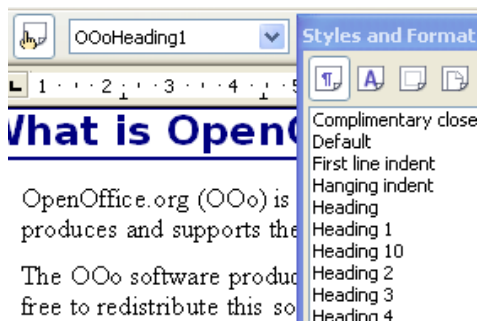 OOoHeading1
Styles and Format
1 2 3 4 5
What is OpenO
OpenOffice.org (OOo) is
produces and supports the
The OOo software produc
free to redistribute this so
Complimentary close
Default
First line indent
Hanging indent
Heading
Heading 1
Heading 10
Heading 2
Heading 3
Heading 4